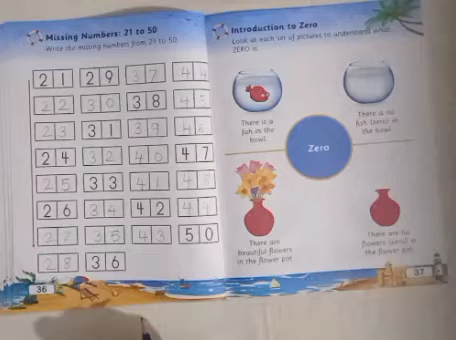 Missing Numbers: 21 to 50
Write the missing numbers from 21 to 50.
21 29 37 44
22 30 38 45
23 31 39 46
24 32 40 47
25 33 41
26 34 42
27 35 43 50
28 36
36
Introduction to Zero
Look at each set of pictures to understand what
ZERO is.
There is a
fish in the
bowl.
There is no
fish (zero) in
the bowl.
Zero
There are
beautiful flowers
in the flower pot.
There are no
flowers (zero) in
the flower pot.
37